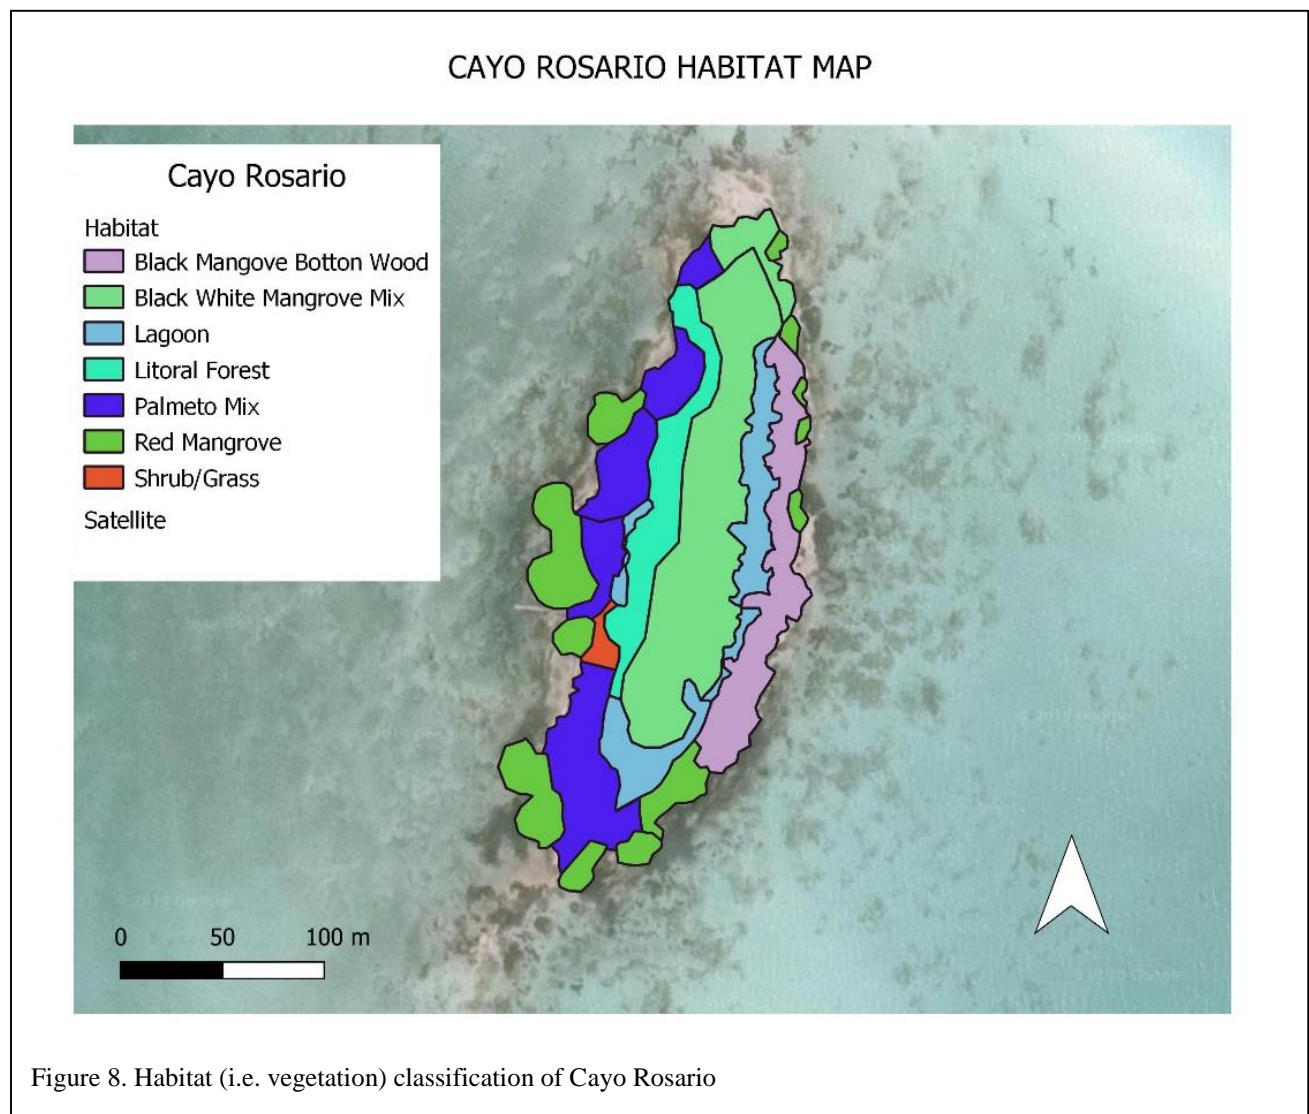 CAYO ROSARIO HABITAT MAP
Cayo Rosario
Habitat
Black Mangove Botton Wood
Black White Mangrove Mix
Lagoon
Litoral Forest
Palmeto Mix
Red Mangrove
Shrub/Grass
Satellite
0 50 100 m
Figure 8. Habitat (i.e. vegetation) classification of Cayo Rosario